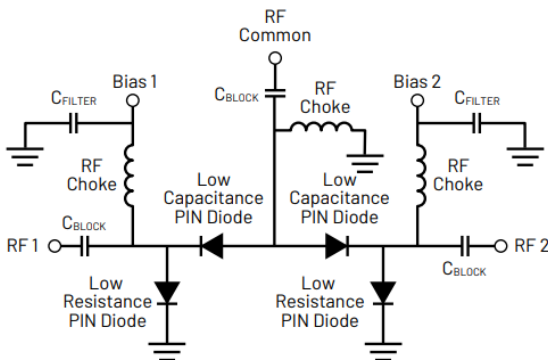 RF
Common
Bias 1
Bias 2
CFILTER
CBLOCK
RF
Choke
CFILTER
RF
Choke
RF
Choke
Low
Capacitance
PIN Diode
Low
Capacitance
PIN Diode
CBLOCK
RF 1
RF 2
CBLOCK
Low
Resistance
PIN Diode
Low
Resistance
PIN Diode